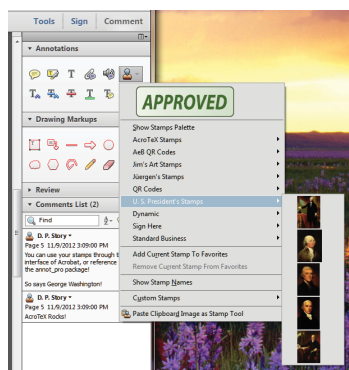 Tools Sign Comment
Annotations
T
T
Drawing Markups
T
Review
Comments List (2)
Find
D. P. Story
Page 5 11/9/2012 3:09:00 PM
You can use your stamps through t
interface of Acrobat, or reference
the annot_pro package!
So says George Washington!
D. P. Story
Page 5 11/9/2012 3:09:00 PM
AcroTeX Rocks!
APPROVED
Show Stamps Palette
AcroTeX Stamps
AeB QR Codes
Jim's Art Stamps
Jüergen's Stamps
QR Codes
U. S. President's Stamps
Dynamic
Sign Here
Standard Business
Add Current Stamp To Favorites
Remove Current Stamp From Favorites
Show Stamp Names
Custom Stamps
Paste Clipboard Image as Stamp Tool